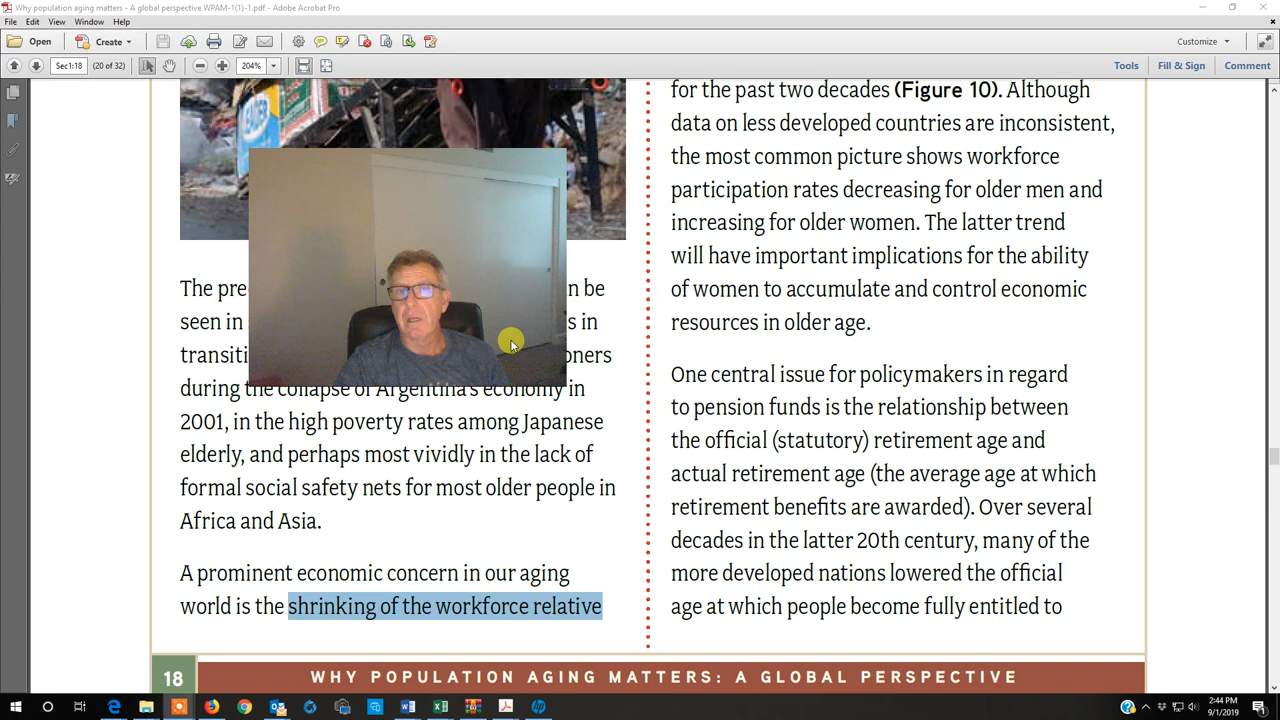 Why population aging matters - A global perspective WPAM-1(1)-1.pdf - Adobe Acrobat Pro
File Edit View Window Help
Open Create Customize
Sec1:18 (20 of 32) 204% Tools Fill & Sign Comment
LEADER
The pre n be
seen in s in
transiti oners
during the collapse of Argentina's economy in
2001, in the high poverty rates among Japanese
elderly, and perhaps most vividly in the lack of
formal social safety nets for most older people in
Africa and Asia.
A prominent economic concern in our aging
world is the shrinking of the workforce relative
for the past two decades (Figure 10). Although
data on less developed countries are inconsistent,
the most common picture shows workforce
participation rates decreasing for older men and
increasing for older women. The latter trend
will have important implications for the ability
of women to accumulate and control economic
resources in older age.
One central issue for policymakers in regard
to pension funds is the relationship between
the official (statutory) retirement age and
actual retirement age (the average age at which
retirement benefits are awarded). Over several
decades in the latter 20th century, many of the
more developed nations lowered the official
age at which people become fully entitled to
18 WHY POPULATION AGING MATTERS: A GLOBAL PERSPECTIVE
2:44 PM
9/1/2019